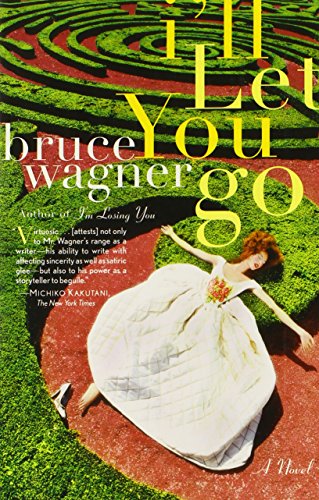 i'll
Let
You
go
bruce
wagner
Author of I'm Losing You
"Virtuosic . . . [attests] not only
to Mr. Wagner's range as a
writer—his ability to write with
affecting sincerity as well as satiric
glee—but also to his power as a
storyteller to beguile."
—MICHIKO KAKUTANI,
The New York Times
A Novel